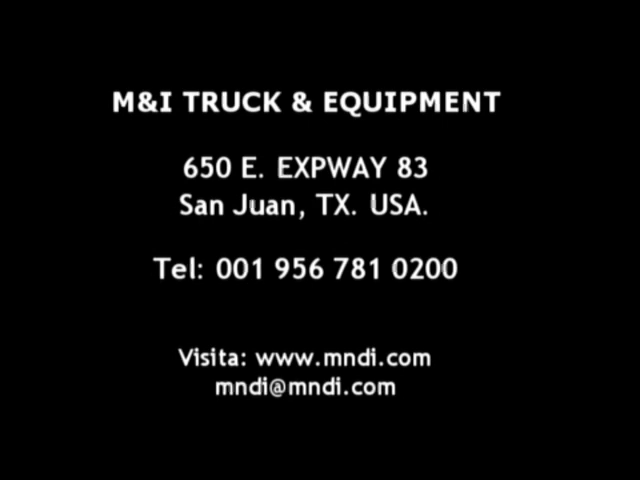 M&I TRUCK & EQUIPMENT
650 E. EXPWAY 83
San Juan, TX. USA.
Tel: 001 956 781 0200
Visita: www.mndi.com
mndi@mndi.com